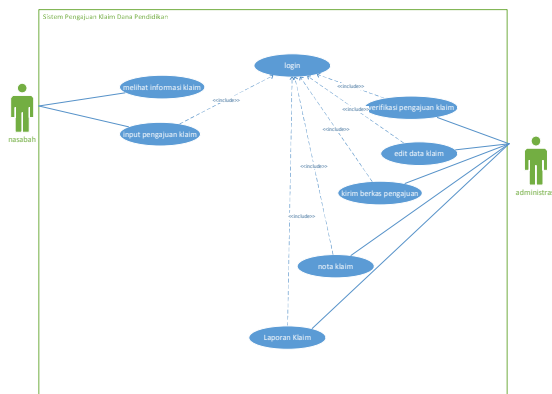 Sistem Pengajuan Klaim Dana Pendidikan
login
melihat informasi klaim
<<include>>
<<include>>
verifikasi pengajuan klaim
<<include>>
<<include>>
input pengajuan klaim
nasabah
edit data klaim
<<include>>
kirim berkas pengajuan
administras
<<include>>
nota klaim
Laporan Klaim